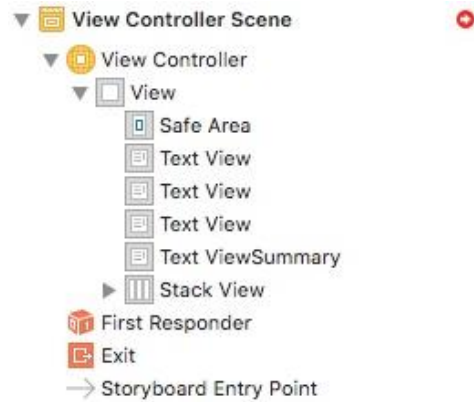 View Controller Scene
View Controller
View
Safe Area
Text View
Text View
Text View
Text ViewSummary
Stack View
First Responder
Exit
Storyboard Entry Point